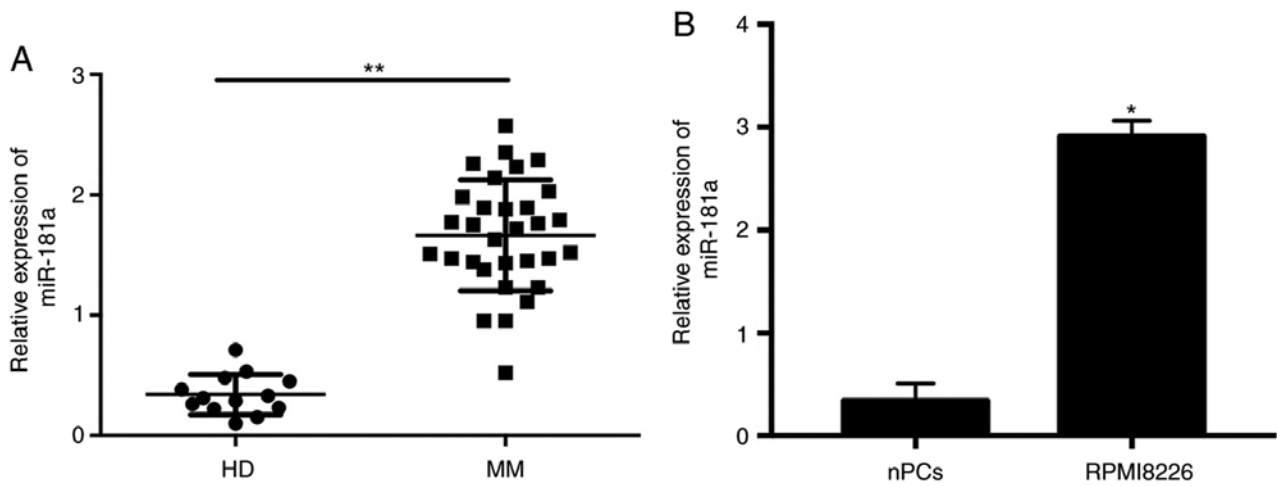 A
Relative expression of
miR-181a
3
2
1
0
**
HD
MM
B
Relative expression of
miR-181a
4
3
2
1
0
*
nPCs
RPMI8226